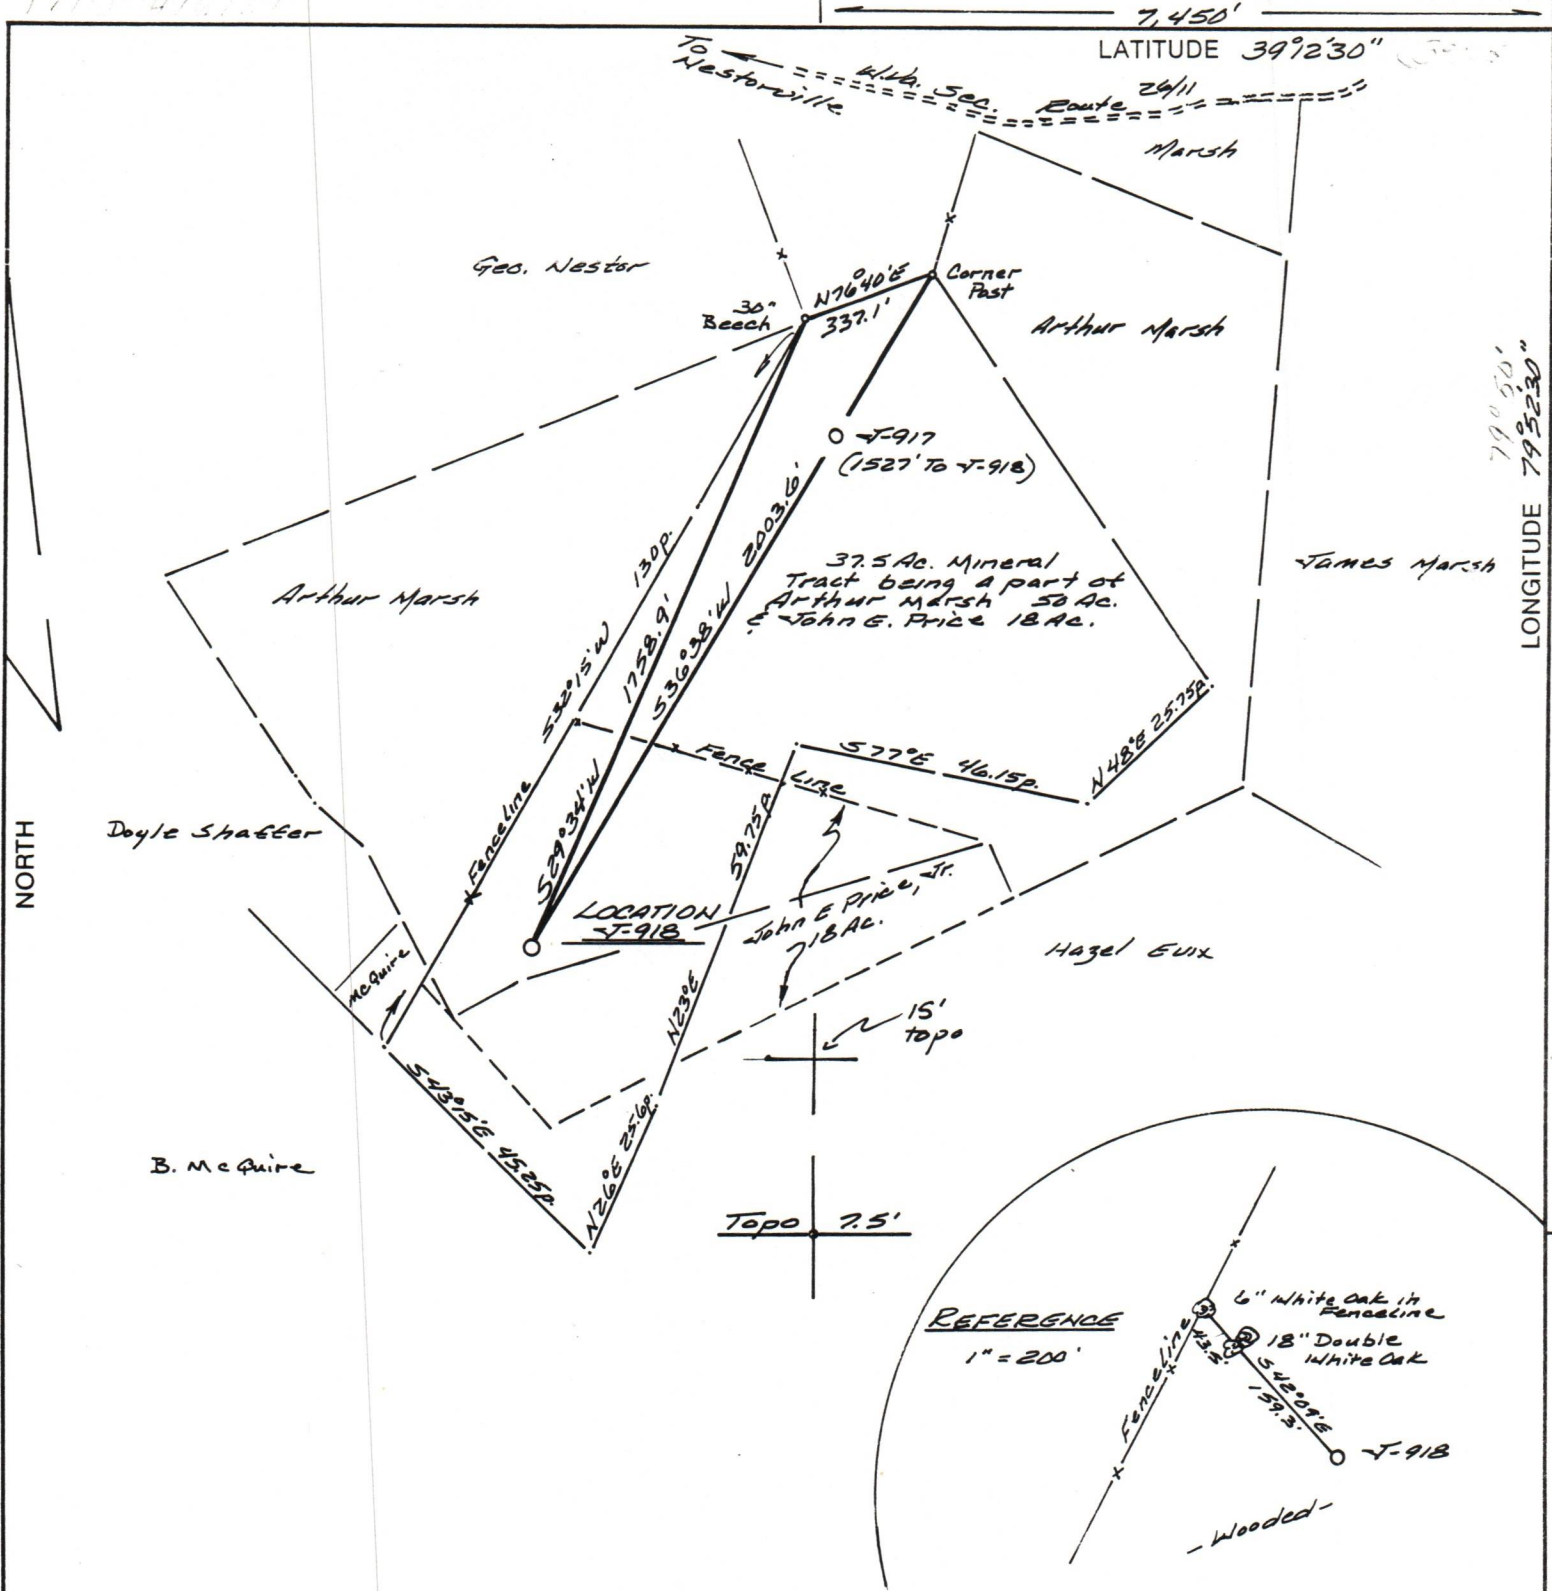 7,450'
LATITUDE 39°12'30"
To
Nestorville
W.Va. Sec. Route 26/11
Marsh
Geo. Nestor
30"
Beech
N76°40'E
337.1'
Corner
Post
Arthur Marsh
J-917
(1527' To J-918)
79°50'
LONGITUDE 79°52'30"
S36°38'W 2003.6'
S32°15'W 130p.
S29°34'W 1758.9'
37.5 Ac. Mineral
Tract being a part of
Arthur Marsh 50 Ac.
& John E. Price 18 Ac.
Arthur Marsh
James Marsh
Fence Line
S77°E 46.15p.
N48°E 25.75p.
NORTH
Doyle Shaffer
Fenceline
N23°E 59.75p.
LOCATION
J-918
John E Price, Jr.
18 Ac.
Hazel Euix
McQuire
15'
topo
S43°15'E 45.25p.
N26°E 25.6p.
B. McQuire
Topo 7.5'
REFERENCE
1" = 200'
6" White Oak in
Fenceline
18" Double
White Oak
Fenceline
43.5'
S42°09'E
159.3'
J-918
-Wooded-